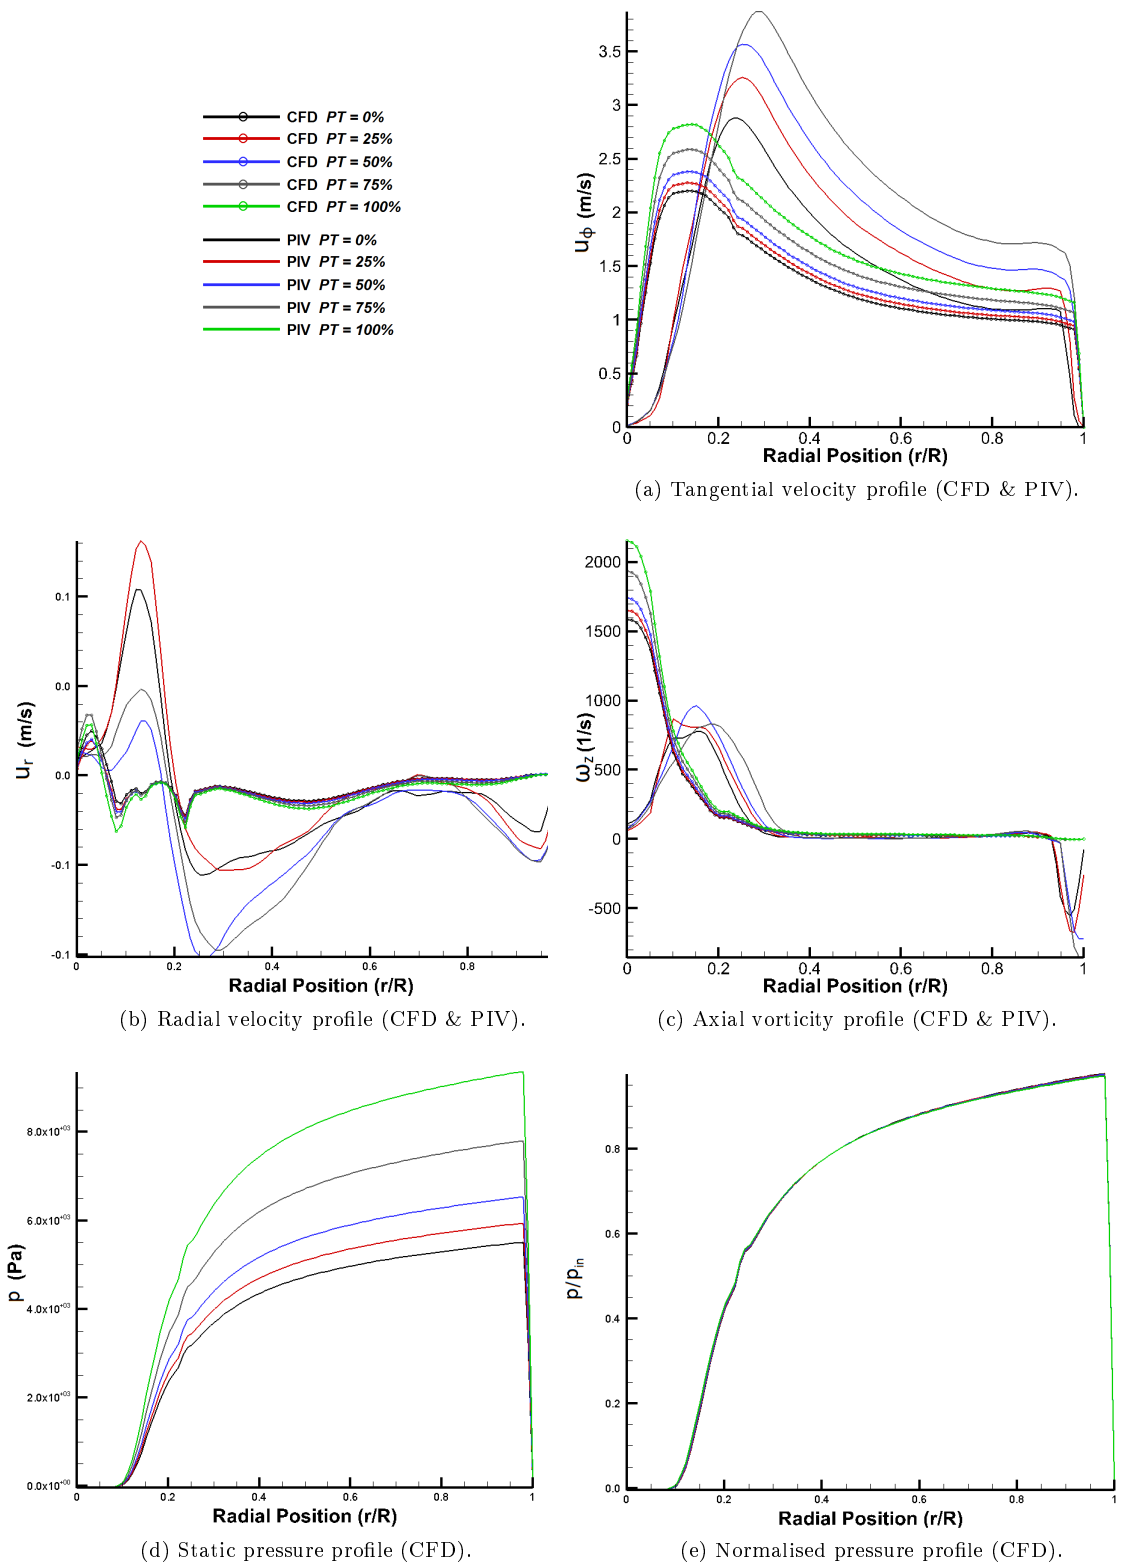 CFD PT = 0%
CFD PT = 25%
CFD PT = 50%
CFD PT = 75%
CFD PT = 100%
PIV PT = 0%
PIV PT = 25%
PIV PT = 50%
PIV PT = 75%
PIV PT = 100%
uϕ (m/s)
3.5
3
2.5
2
1.5
1
0.5
0
0 0.2 0.4 0.6 0.8 1
Radial Position (r/R)
(a) Tangential velocity profile (CFD & PIV).
ur (m/s)
0.1
0.0
0.0
-0.1
-0.1
0 0.2 0.4 0.6 0.8
Radial Position (r/R)
(b) Radial velocity profile (CFD & PIV).
ωz (1/s)
2000
1500
1000
500
0
-500
0 0.2 0.4 0.6 0.8 1
Radial Position (r/R)
(c) Axial vorticity profile (CFD & PIV).
p (Pa)
8.0x10+03
6.0x10+03
4.0x10+03
2.0x10+03
0.0x10+00
0 0.2 0.4 0.6 0.8 1
Radial Position (r/R)
(d) Static pressure profile (CFD).
p/pin
0.8
0.6
0.4
0.2
0.0
0.0 0.2 0.4 0.6 0.8 1
Radial Position (r/R)
(e) Normalised pressure profile (CFD).